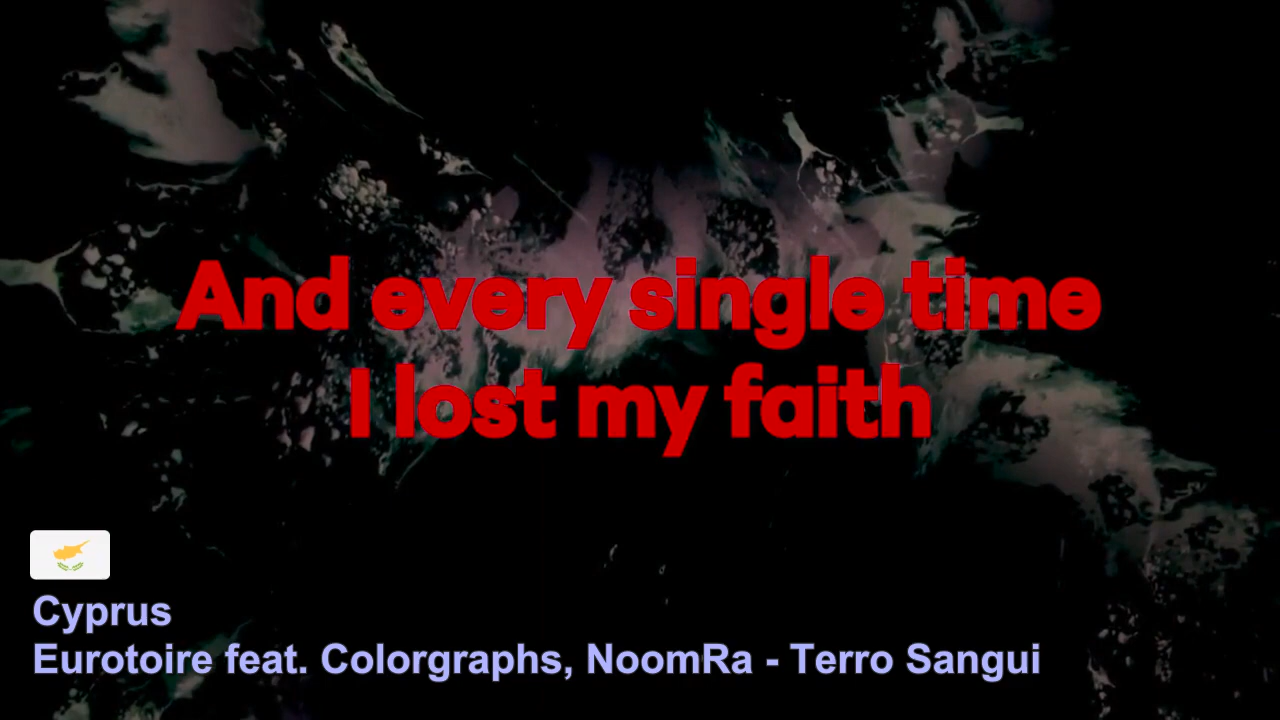 And every single time
I lost my faith
Cyprus
Eurotoire feat. Colorgraphs, NoomRa - Terro Sangui